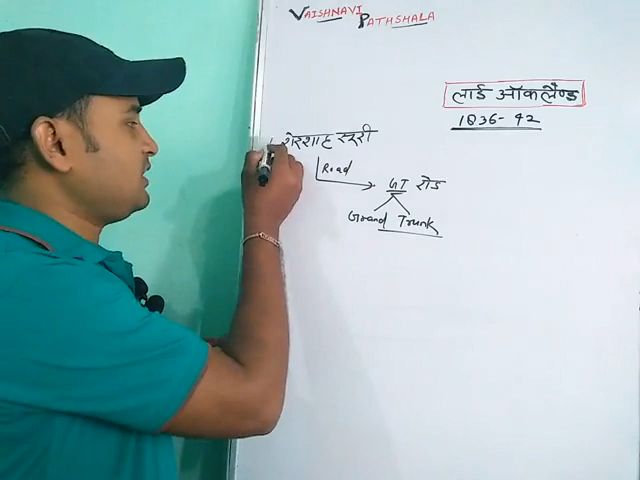 VAISHNAVI PATHSHALA
लार्ड ऑकलैण्ड
1836-42
शेरशाह सूरी
Road
GT रोड
Grand Trunk